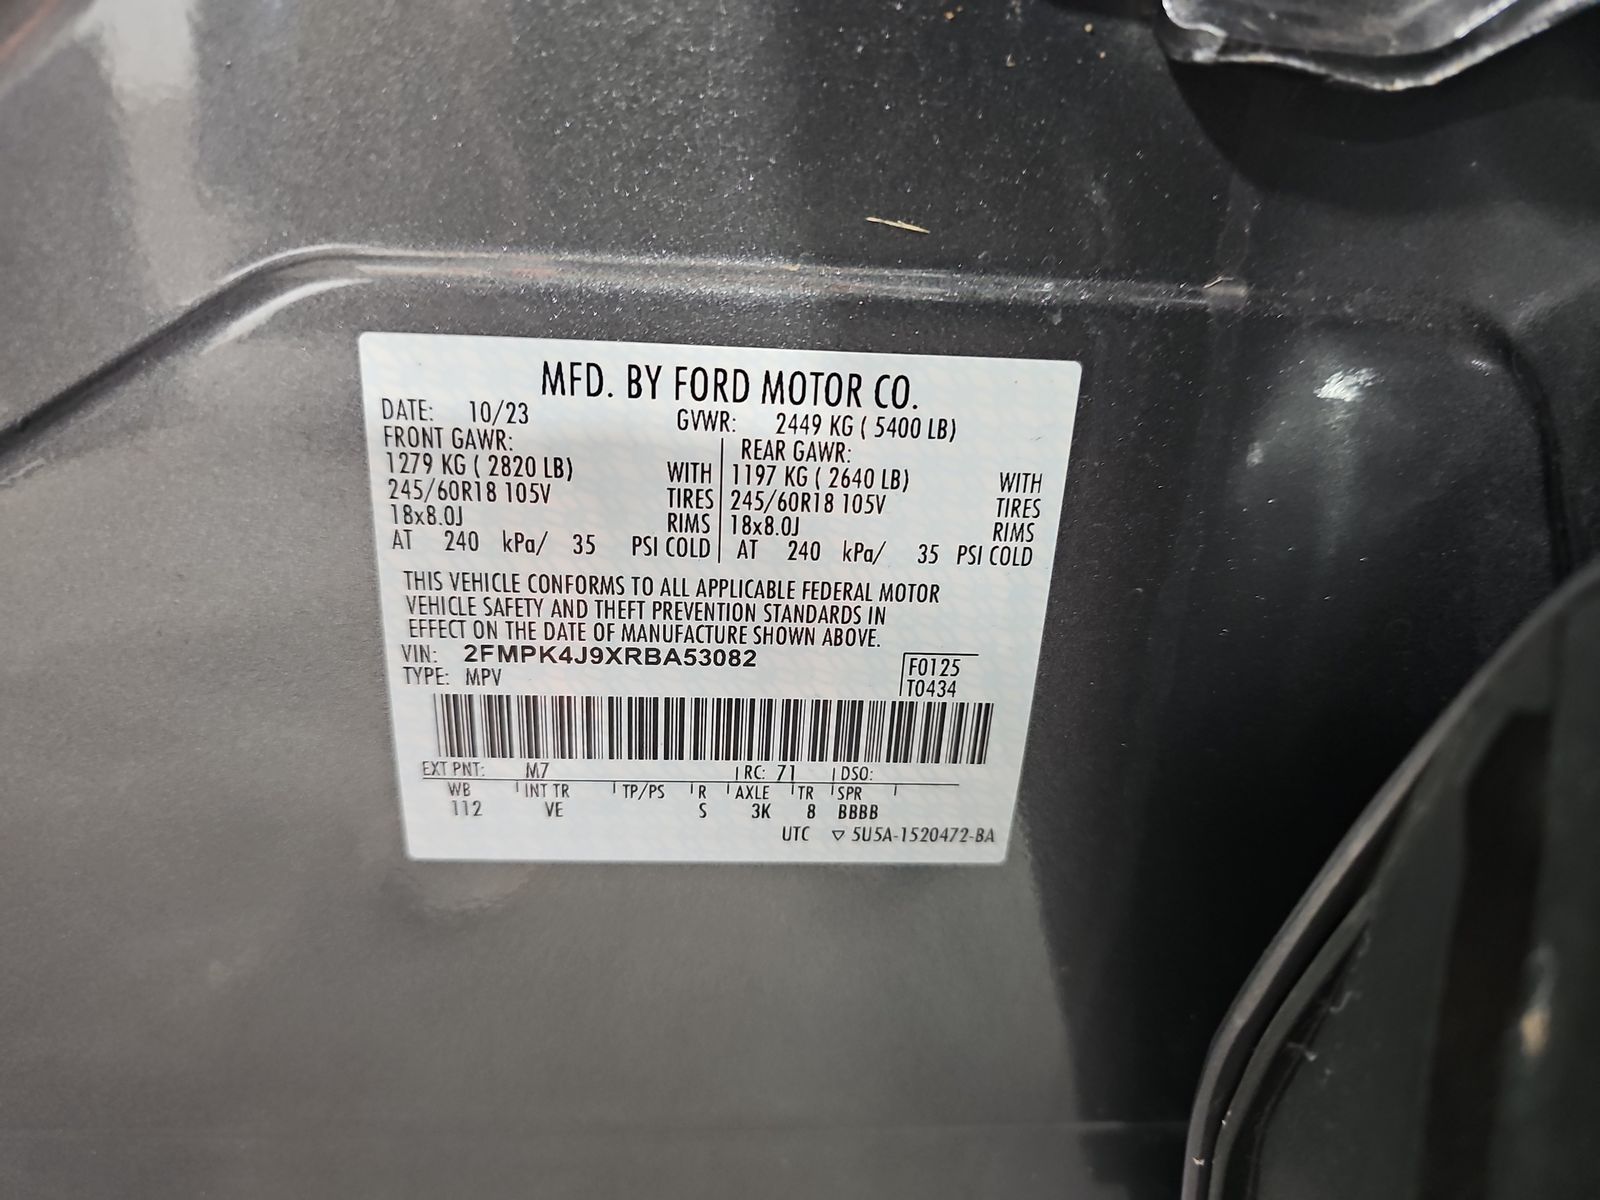 MFD. BY FORD MOTOR CO.
DATE: 10/23 GVWR: 2449 KG ( 5400 LB)
FRONT GAWR: REAR GAWR:
1279 KG ( 2820 LB) WITH 1197 KG ( 2640 LB) WITH
245/60R18 105V TIRES 245/60R18 105V TIRES
18x8.0J RIMS 18x8.0J RIMS
AT 240 kPa/ 35 PSI COLD AT 240 kPa/ 35 PSI COLD
THIS VEHICLE CONFORMS TO ALL APPLICABLE FEDERAL MOTOR
VEHICLE SAFETY AND THEFT PREVENTION STANDARDS IN
EFFECT ON THE DATE OF MANUFACTURE SHOWN ABOVE.
VIN: 2FMPK4J9XRBA53082 F0125
TYPE: MPV T0434
EXT PNT: M7 RC: 71 DSO:
WB INT TR TP/PS R AXLE TR SPR
112 VE S 3K 8 BBBB
UTC ▽ 5U5A-1520472-BA